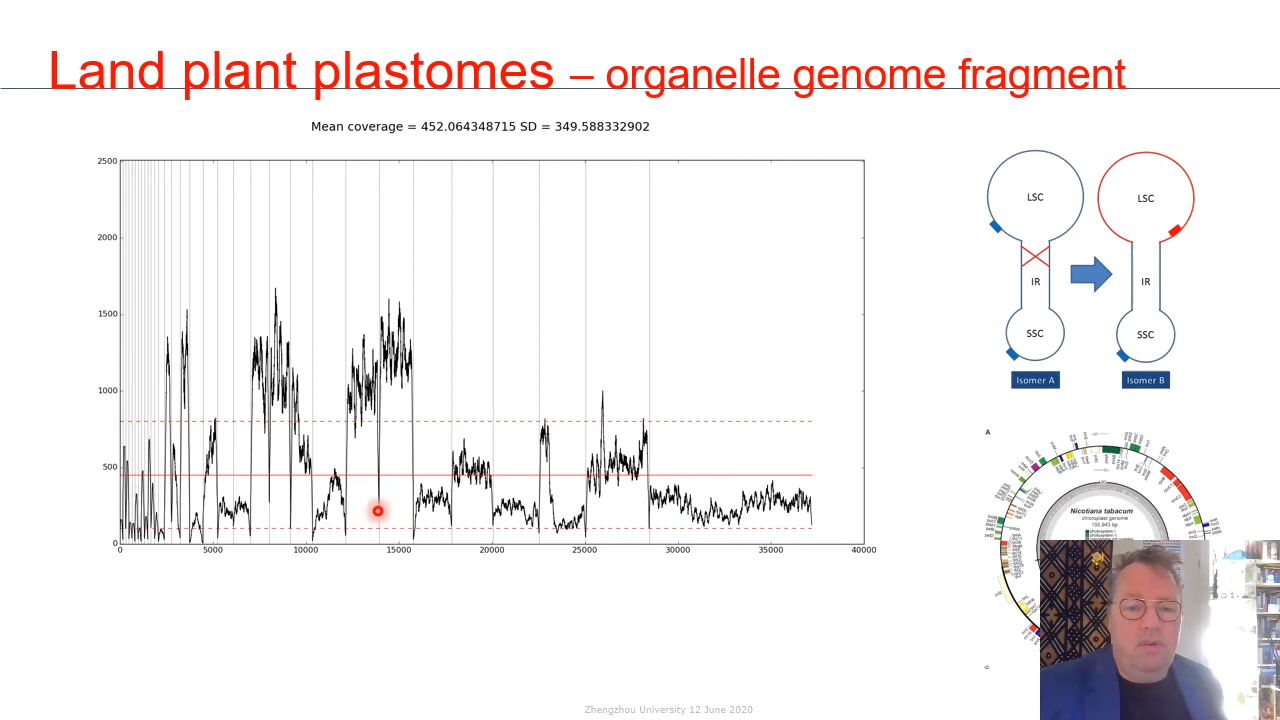 Land plant plastomes – organelle genome fragment
Mean coverage = 452.064348715 SD = 349.588332902
2500
2000
1500
1000
500
0
0 5000 10000 15000 20000 25000 30000 35000 40000
LSC LSC
IR IR
SSC SSC
Isomer A Isomer B
A
Nicotiana tabacum
chloroplast genome
155,943 bp
Zhengzhou University 12 June 2020